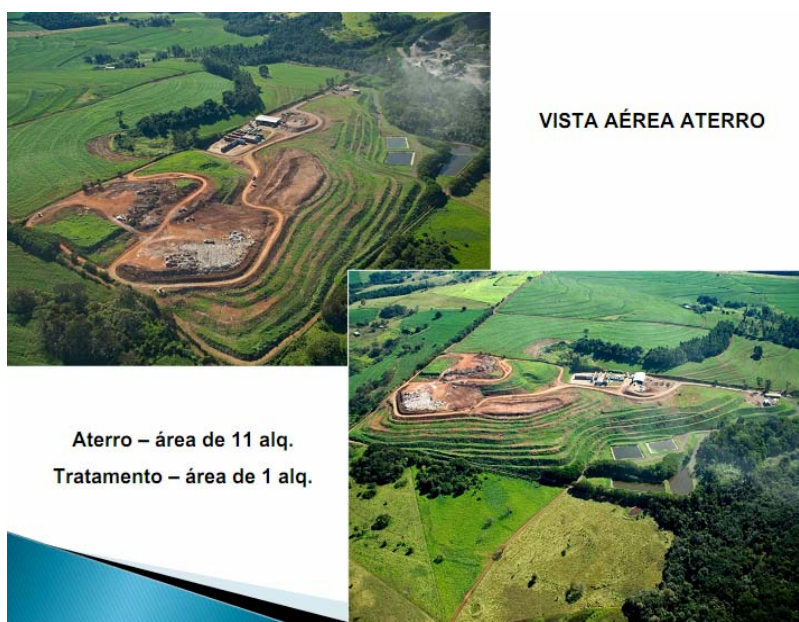 VISTA AÉREA ATERRO
Aterro – área de 11 alq.
Tratamento – área de 1 alq.